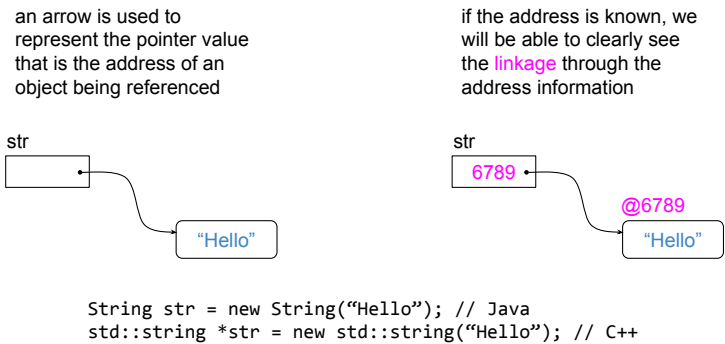 an arrow is used to
represent the pointer value
that is the address of an
object being referenced
if the address is known, we
will be able to clearly see
the linkage through the
address information
str
“Hello”
str
6789
@6789
“Hello”
String str = new String(“Hello”); // Java
std::string *str = new std::string(“Hello”); // C++